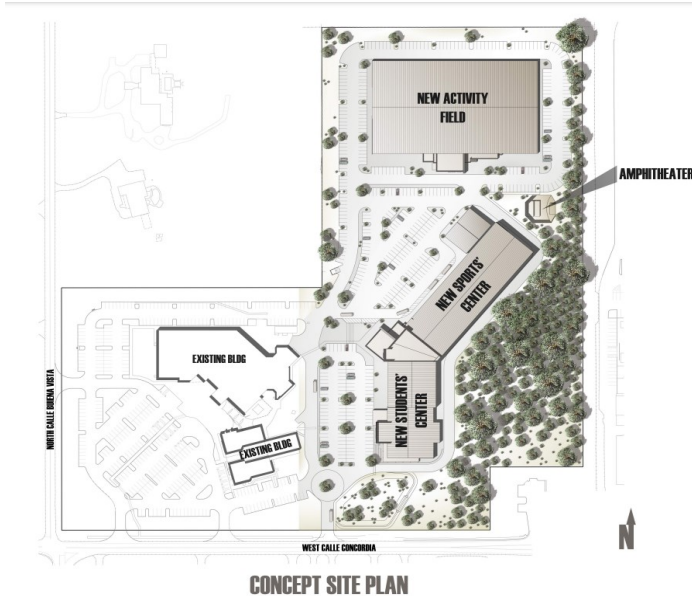 NEW ACTIVITY
FIELD
AMPHITHEATER
NEW SPORTS'
CENTER
EXISTING BLDG
NEW STUDENTS'
CENTER
EXISTING BLDG
NORTH CALLE BUENA VISTA
WEST CALLE CONCORDIA
N
CONCEPT SITE PLAN